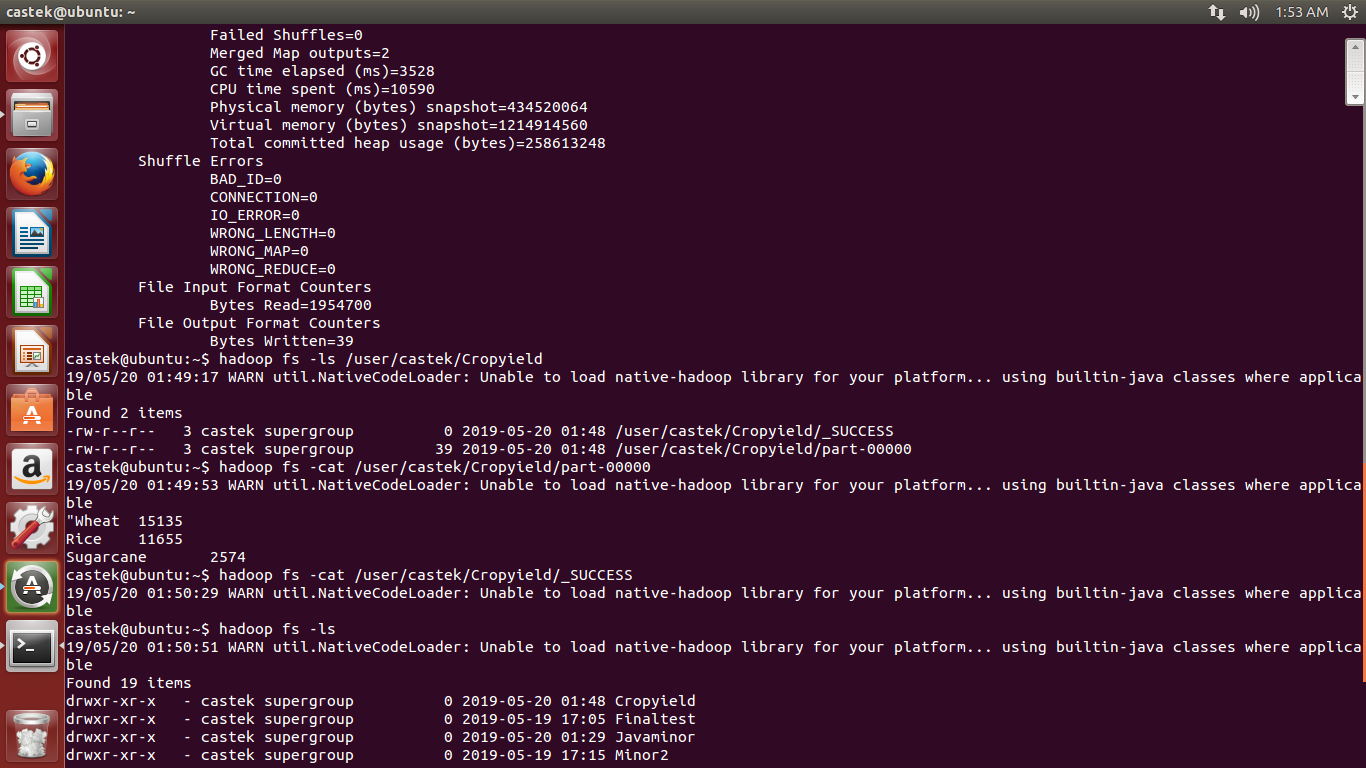 castek@ubuntu: ~
1:53 AM
Failed Shuffles=0
Merged Map outputs=2
GC time elapsed (ms)=3528
CPU time spent (ms)=10590
Physical memory (bytes) snapshot=434520064
Virtual memory (bytes) snapshot=1214914560
Total committed heap usage (bytes)=258613248
Shuffle Errors
BAD_ID=0
CONNECTION=0
IO_ERROR=0
WRONG_LENGTH=0
WRONG_MAP=0
WRONG_REDUCE=0
File Input Format Counters
Bytes Read=1954700
File Output Format Counters
Bytes Written=39
castek@ubuntu:~$ hadoop fs -ls /user/castek/Cropyield
19/05/20 01:49:17 WARN util.NativeCodeLoader: Unable to load native-hadoop library for your platform... using builtin-java classes where applica
ble
Found 2 items
-rw-r--r--   3 castek supergroup          0 2019-05-20 01:48 /user/castek/Cropyield/_SUCCESS
-rw-r--r--   3 castek supergroup         39 2019-05-20 01:48 /user/castek/Cropyield/part-00000
castek@ubuntu:~$ hadoop fs -cat /user/castek/Cropyield/part-00000
19/05/20 01:49:53 WARN util.NativeCodeLoader: Unable to load native-hadoop library for your platform... using builtin-java classes where applica
ble
"Wheat  15135
Rice    11655
Sugarcane       2574
castek@ubuntu:~$ hadoop fs -cat /user/castek/Cropyield/_SUCCESS
19/05/20 01:50:29 WARN util.NativeCodeLoader: Unable to load native-hadoop library for your platform... using builtin-java classes where applica
ble
castek@ubuntu:~$ hadoop fs -ls
19/05/20 01:50:51 WARN util.NativeCodeLoader: Unable to load native-hadoop library for your platform... using builtin-java classes where applica
ble
Found 19 items
drwxr-xr-x   - castek supergroup          0 2019-05-20 01:48 Cropyield
drwxr-xr-x   - castek supergroup          0 2019-05-19 17:05 Finaltest
drwxr-xr-x   - castek supergroup          0 2019-05-20 01:29 Javaminor
drwxr-xr-x   - castek supergroup          0 2019-05-19 17:15 Minor2